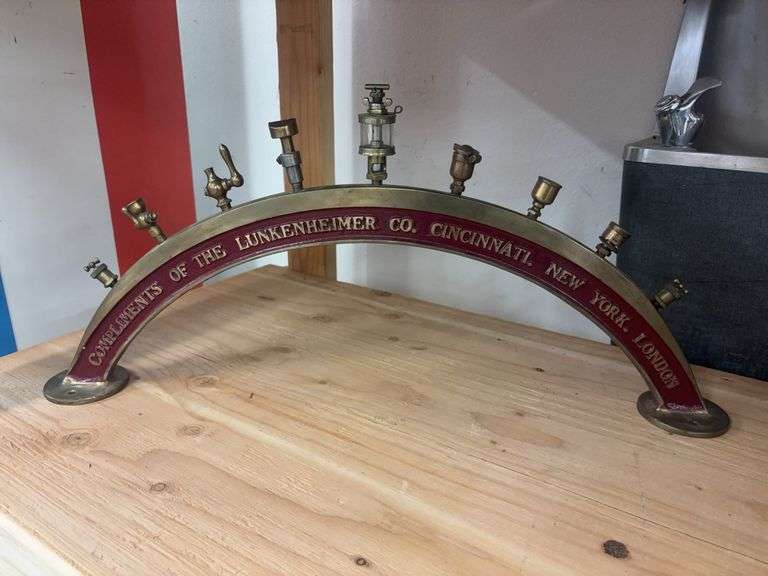 COMPLIMENTS OF THE LUNKENHEIMER CO. CINCINNATI. NEW YORK. LONDON